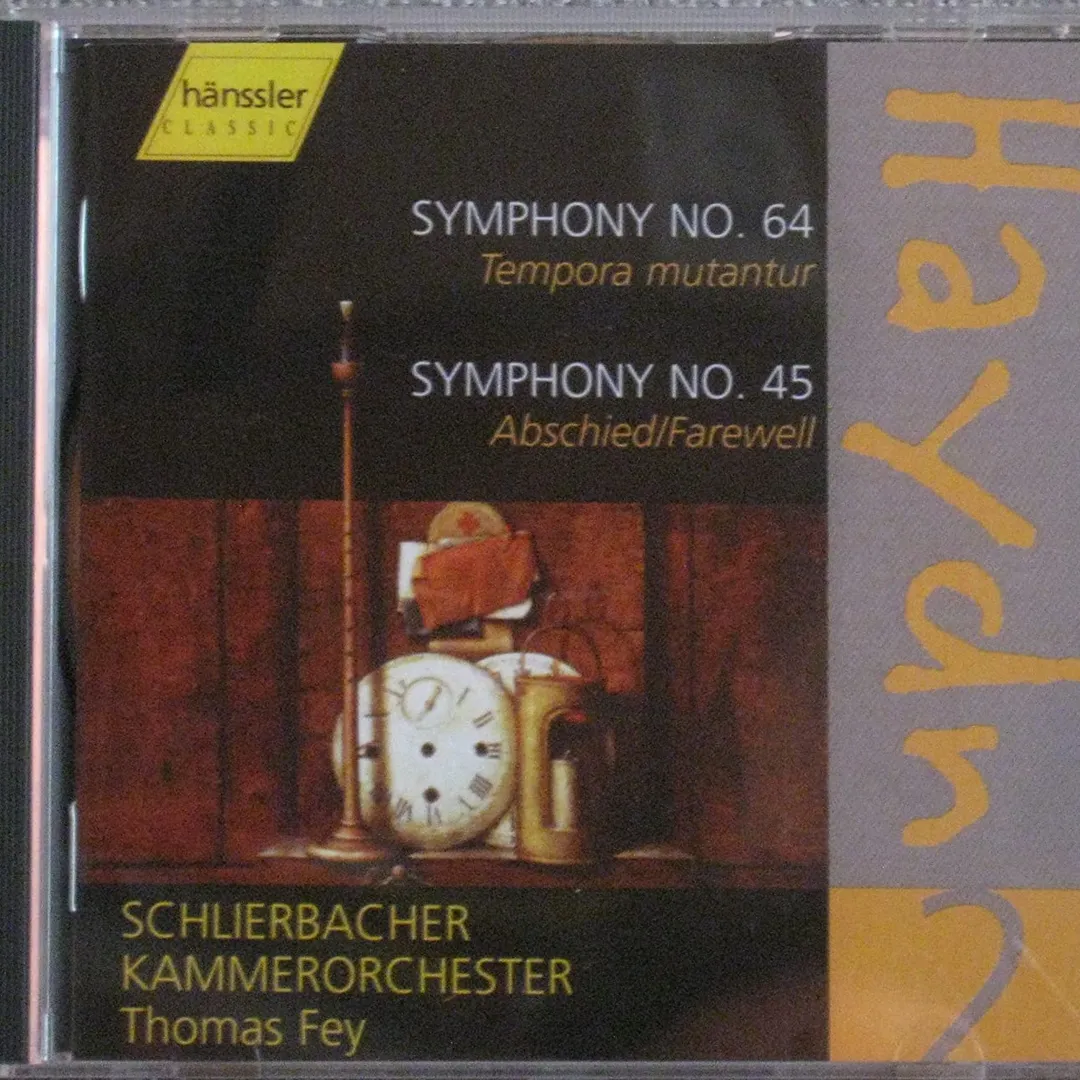 hänssler
CLASSIC
SYMPHONY NO. 64
Tempora mutantur
SYMPHONY NO. 45
Abschied/Farewell
SCHLIERBACHER
KAMMERORCHESTER
Thomas Fey
Haydn